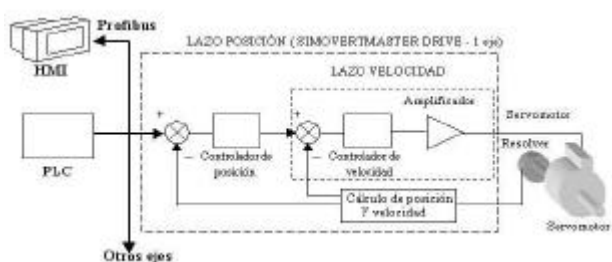 Profibus
HMI
LAZO POSICIÓN (SIMOVERTMASTER DRIVE - 1 eje)
LAZO VELOCIDAD
Amplificador
Servomotor
Resolver
PLC
+
−
Controlador de
posición
+
−
Controlador de
velocidad
Cálculo de posición
Y velocidad
Servomotor
Otros ejes